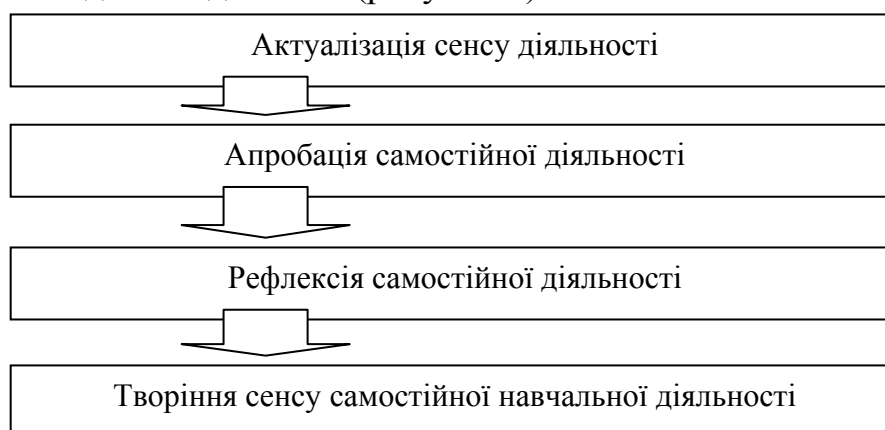 Актуалізація сенсу діяльності
Апробація самостійної діяльності
Рефлексія самостійної діяльності
Творіння сенсу самостійної навчальної діяльності